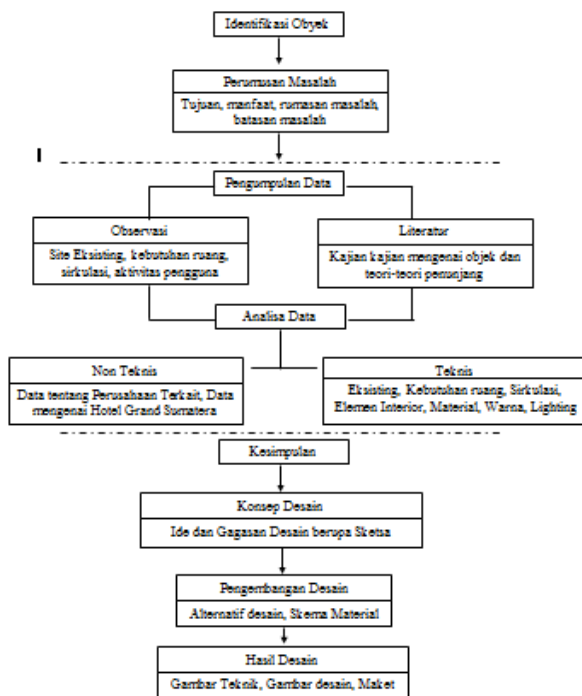 Identifikasi Obyek
Perumusan Masalah
Tujuan, manfaat, rumasan masalah,
batasan masalah
I
Pengumpulan Data
Observasi
Site Eksisting, kebutuhan ruang,
sirkulasi, aktivitas pengguna
Literatur
Kajian kajian mengenai objek dan
teori-teori penunjang
Analisa Data
Non Teknis
Data tentang Perusahaan Terkait, Data
mengenai Hotel Grand Sumatera
Teknis
Eksisting, Kebutuhan ruang, Sirkulasi,
Elemen Interior, Material, Warna, Lighting
Kesimpulan
Konsep Desain
Ide dan Gagasan Desain berupa Sketsa
Pengembangan Desain
Alternatif desain, Skema Material
Hasil Desain
Gambar Teknik, Gambar desain, Maket